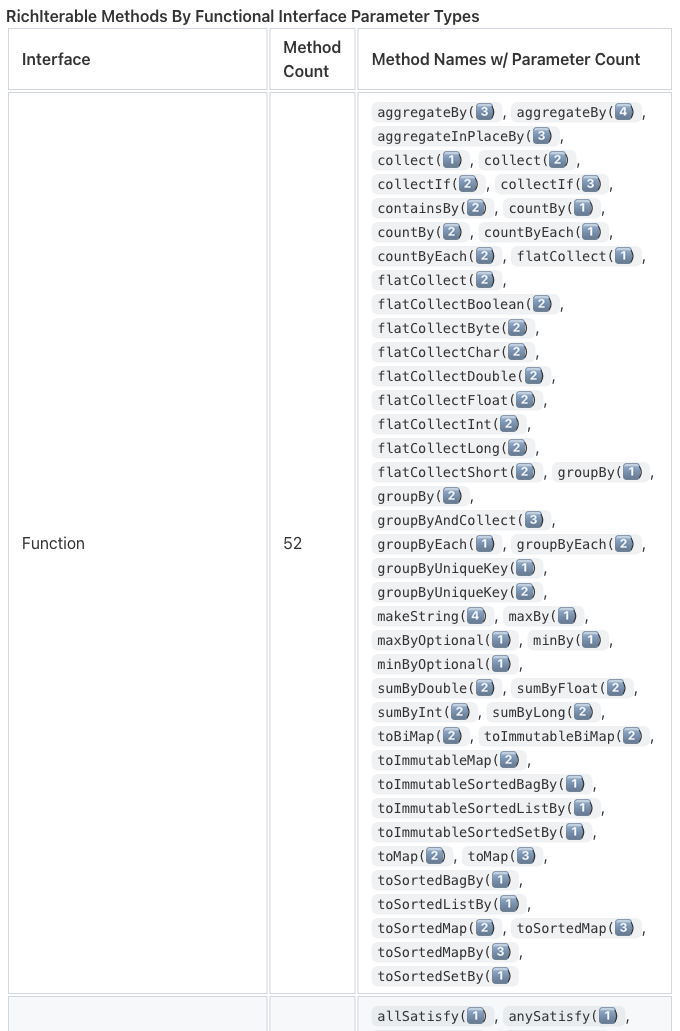 RichIterable Methods By Functional Interface Parameter Types
Interface
Method
Count
Method Names w/ Parameter Count
Function
52
aggregateBy(3️⃣), aggregateBy(4️⃣),
aggregateInPlaceBy(3️⃣),
collect(1️⃣), collect(2️⃣),
collectIf(2️⃣), collectIf(3️⃣),
containsBy(2️⃣), countBy(1️⃣),
countBy(2️⃣), countByEach(1️⃣),
countByEach(2️⃣), flatCollect(1️⃣),
flatCollect(2️⃣),
flatCollectBoolean(2️⃣),
flatCollectByte(2️⃣),
flatCollectChar(2️⃣),
flatCollectDouble(2️⃣),
flatCollectFloat(2️⃣),
flatCollectInt(2️⃣),
flatCollectLong(2️⃣),
flatCollectShort(2️⃣), groupBy(1️⃣),
groupBy(2️⃣),
groupByAndCollect(3️⃣),
groupByEach(1️⃣), groupByEach(2️⃣),
groupByUniqueKey(1️⃣),
groupByUniqueKey(2️⃣),
makeString(4️⃣), maxBy(1️⃣),
maxByOptional(1️⃣), minBy(1️⃣),
minByOptional(1️⃣),
sumByDouble(2️⃣), sumByFloat(2️⃣),
sumByInt(2️⃣), sumByLong(2️⃣),
toBiMap(2️⃣), toImmutableBiMap(2️⃣),
toImmutableMap(2️⃣),
toImmutableSortedBagBy(1️⃣),
toImmutableSortedListBy(1️⃣),
toImmutableSortedSetBy(1️⃣),
toMap(2️⃣), toMap(3️⃣),
toSortedBagBy(1️⃣),
toSortedListBy(1️⃣),
toSortedMap(2️⃣), toSortedMap(3️⃣),
toSortedMapBy(3️⃣),
toSortedSetBy(1️⃣)
allSatisfy(1️⃣), anySatisfy(1️⃣),